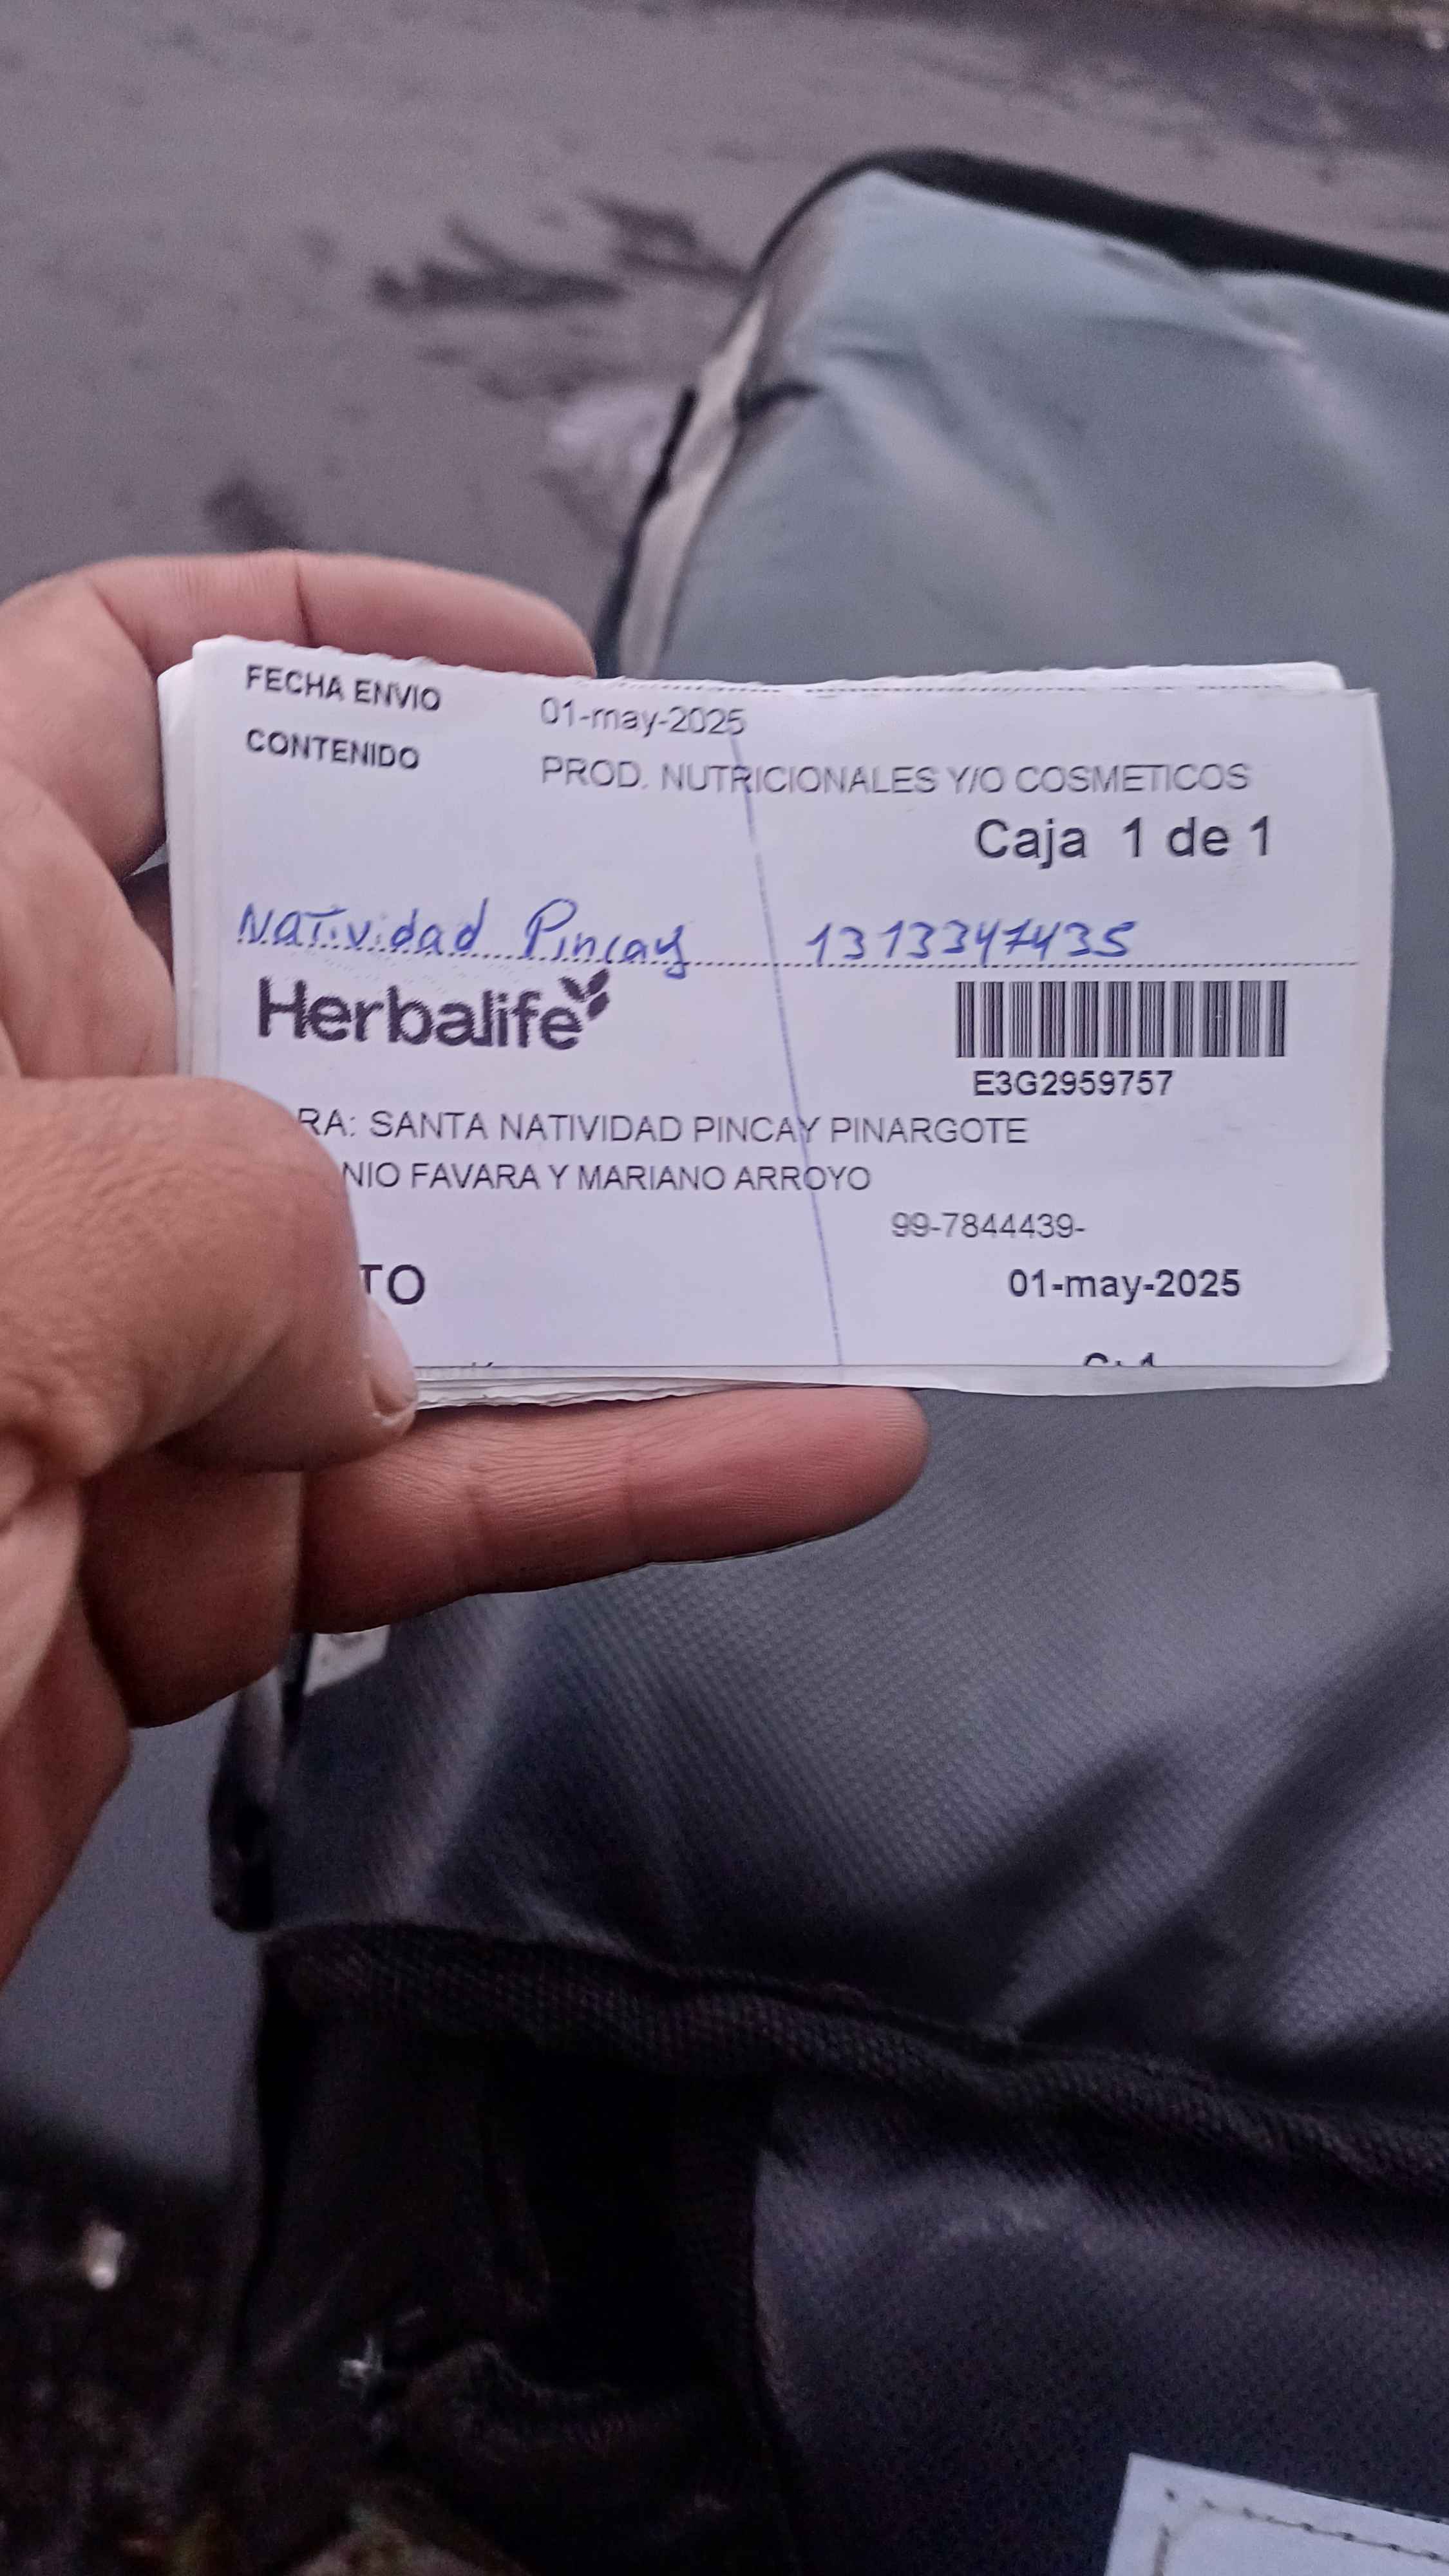 FECHA ENVIO 01-may-2025
CONTENIDO PROD. NUTRICIONALES Y/O COSMETICOS
Caja 1 de 1
Natividad Pincay 1313347435
Herbalife
E3G2959757
RA: SANTA NATIVIDAD PINCAY PINARGOTE
NIO FAVARA Y MARIANO ARROYO
99-7844439-
TO 01-may-2025